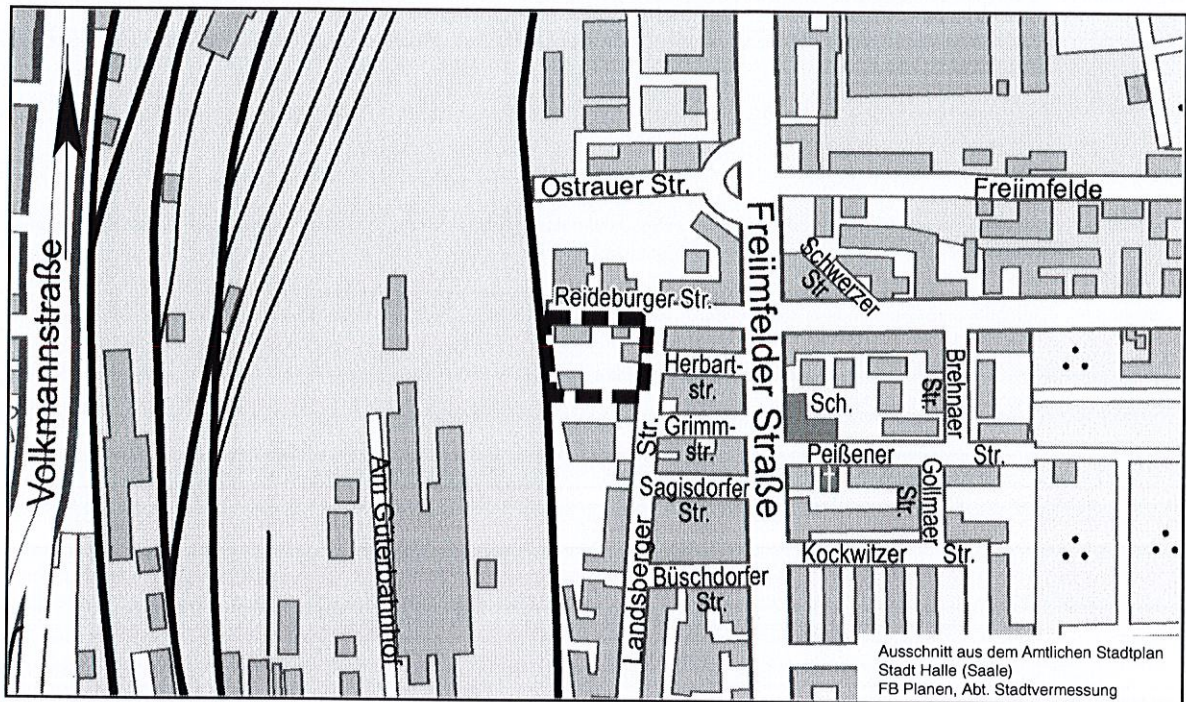 Ostrauer Str.
Freiimfelde
Volkmannstraße
Freiimfelder Straße
Schwerzer
Str.
Reideburger Str.
Herbart-
str.
Brehnaer
Str.
Sch.
Grimm-
str.
Peißener
Str.
Am Güterbahnhof
Landsberger
Str.
Sagisdorfer
Str.
Gollmaer
Str.
Kockwitzer
Str.
Büschdorfer
Str.
Ausschnitt aus dem Amtlichen Stadtplan
Stadt Halle (Saale)
FB Planen, Abt. Stadtvermessung